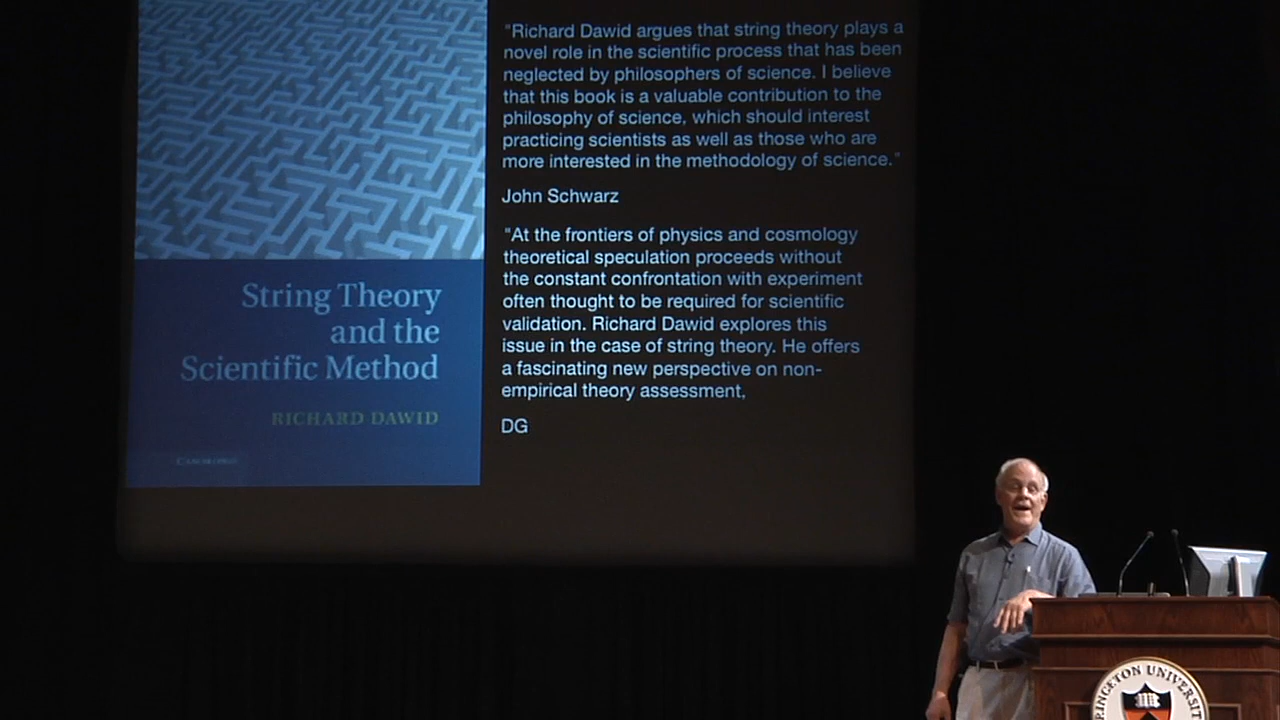 "Richard Dawid argues that string theory plays a
novel role in the scientific process that has been
neglected by philosophers of science. I believe
that this book is a valuable contribution to the
philosophy of science, which should interest
practicing scientists as well as those who are
more interested in the methodology of science."
John Schwarz
"At the frontiers of physics and cosmology
theoretical speculation proceeds without
the constant confrontation with experiment
often thought to be required for scientific
validation. Richard Dawid explores this
issue in the case of string theory. He offers
a fascinating new perspective on non-
empirical theory assessment,
DG
String Theory
and the
Scientific Method
RICHARD DAWID
PRINCETON UNIVERS